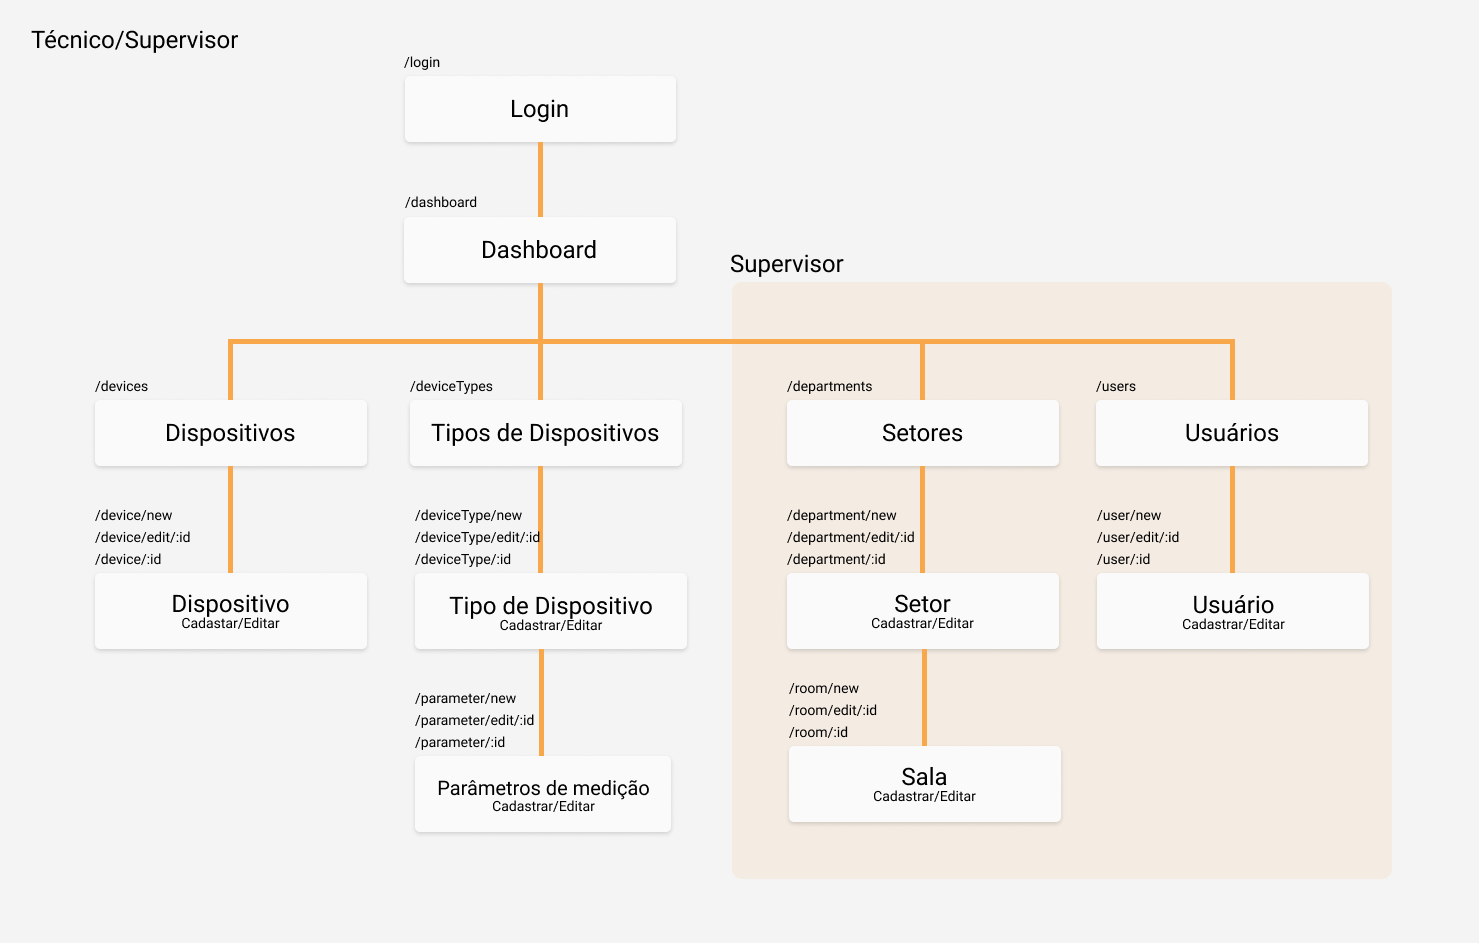 Técnico/Supervisor
/login
Login
/dashboard
Dashboard
Supervisor
/devices
Dispositivos
/deviceTypes
Tipos de Dispositivos
/departments
Setores
/users
Usuários
/device/new
/device/edit/:id
/device/:id
Dispositivo
Cadastar/Editar
/deviceType/new
/deviceType/edit/:id
/deviceType/:id
Tipo de Dispositivo
Cadastrar/Editar
/department/new
/department/edit/:id
/department/:id
Setor
Cadastrar/Editar
/user/new
/user/edit/:id
/user/:id
Usuário
Cadastrar/Editar
/parameter/new
/parameter/edit/:id
/parameter/:id
Parâmetros de medição
Cadastrar/Editar
/room/new
/room/edit/:id
/room/:id
Sala
Cadastrar/Editar